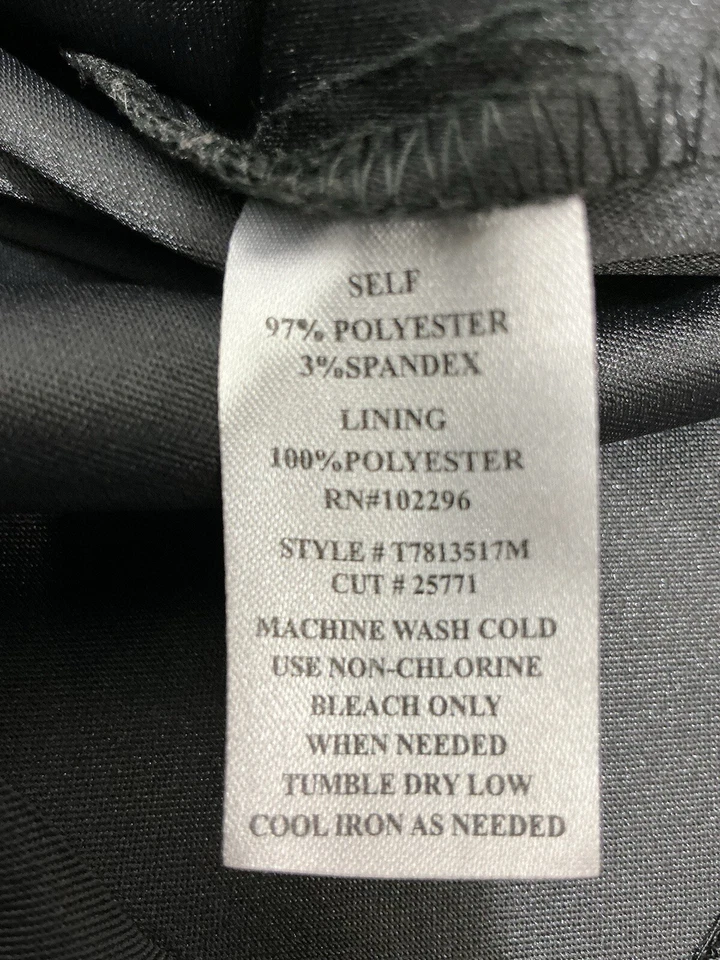 SELF
97% POLYESTER
3%SPANDEX
LINING
100%POLYESTER
RN#102296
STYLE # T7813517M
CUT # 25771
MACHINE WASH COLD
USE NON-CHLORINE
BLEACH ONLY
WHEN NEEDED
TUMBLE DRY LOW
COOL IRON AS NEEDED